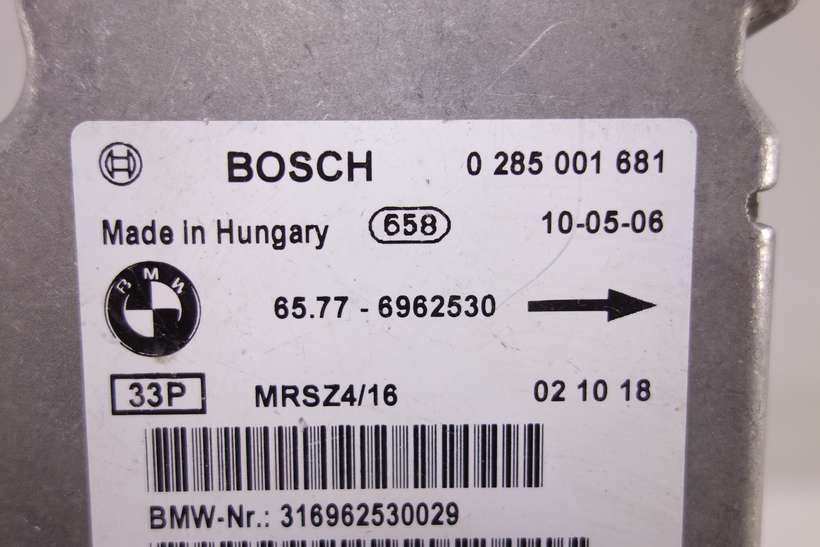 BOSCH 0 285 001 681
Made in Hungary 658 10-05-06
BMW
65.77 - 6962530
33P MRSZ4/16 02 10 18
BMW-Nr.: 316962530029